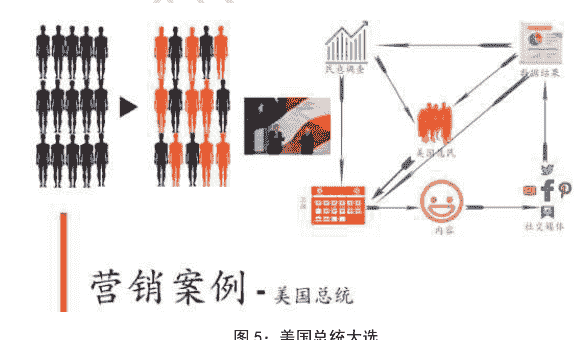 民意调查
数据结果
美国选民
内容
社交媒体
营销案例-美国总统
图 5：美国总统大选